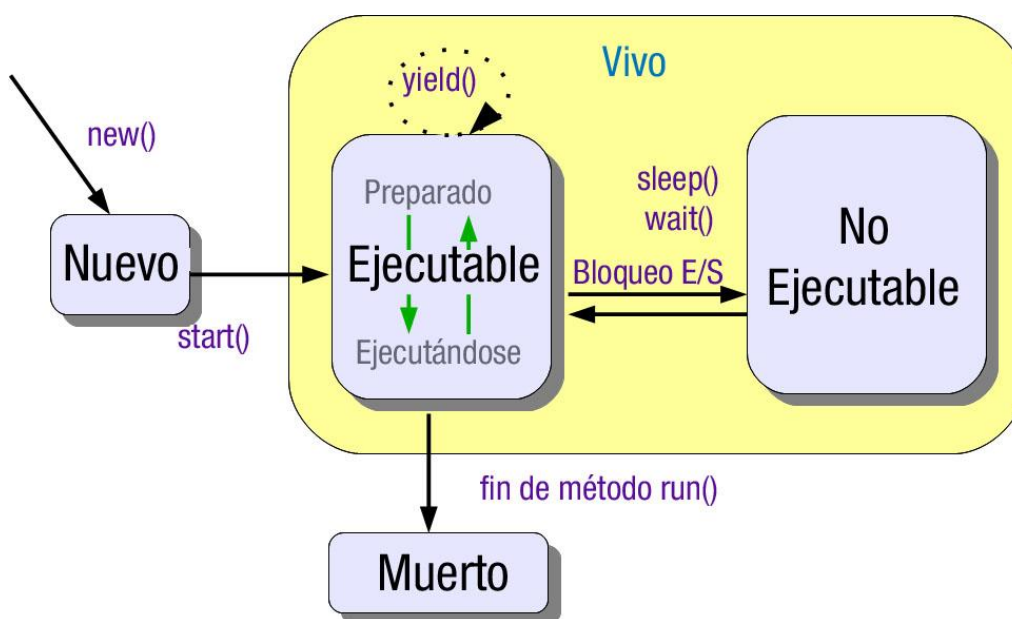 Vivo
yield()
new()
Preparado
sleep()
wait()
No
Ejecutable
Nuevo
Ejecutable
Bloqueo E/S
start()
Ejecutándose
fin de método run()
Muerto